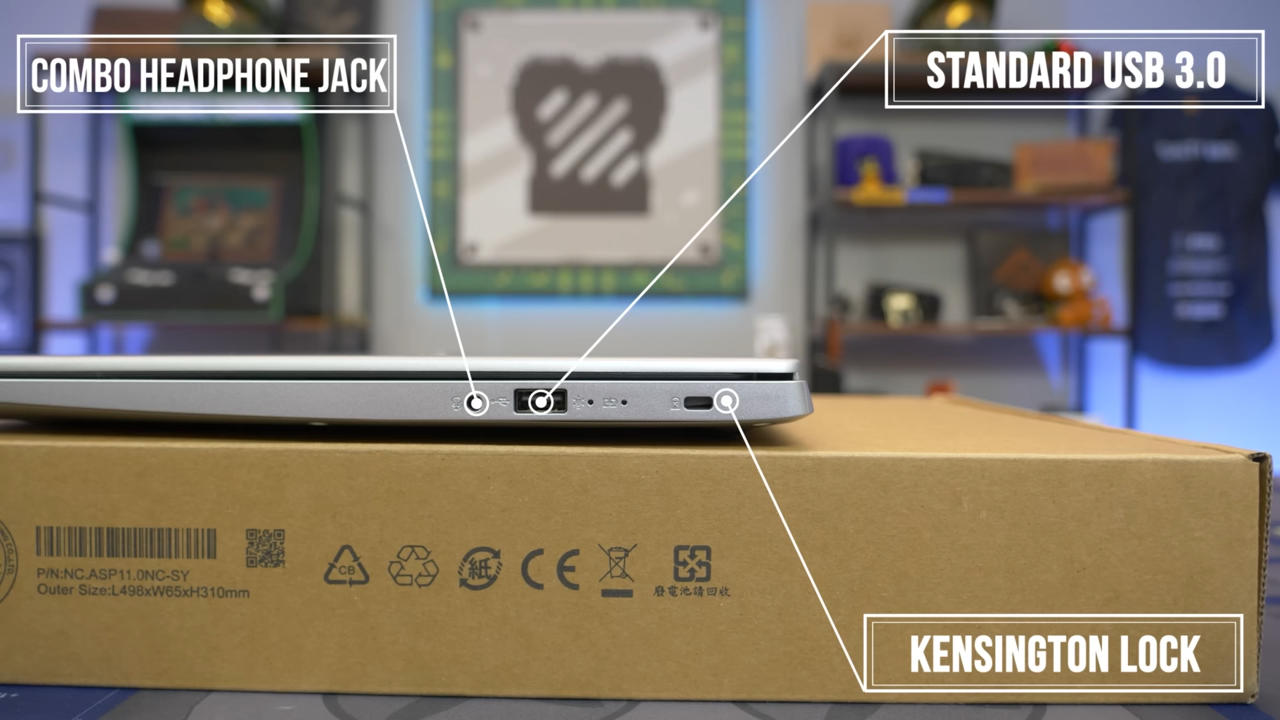 COMBO HEADPHONE JACK
STANDARD USB 3.0
P/N:NC.ASP11.0NC-SY
Outer Size:L498xW65xH310mm
CB
紙
CE
廢電池請回收
KENSINGTON LOCK